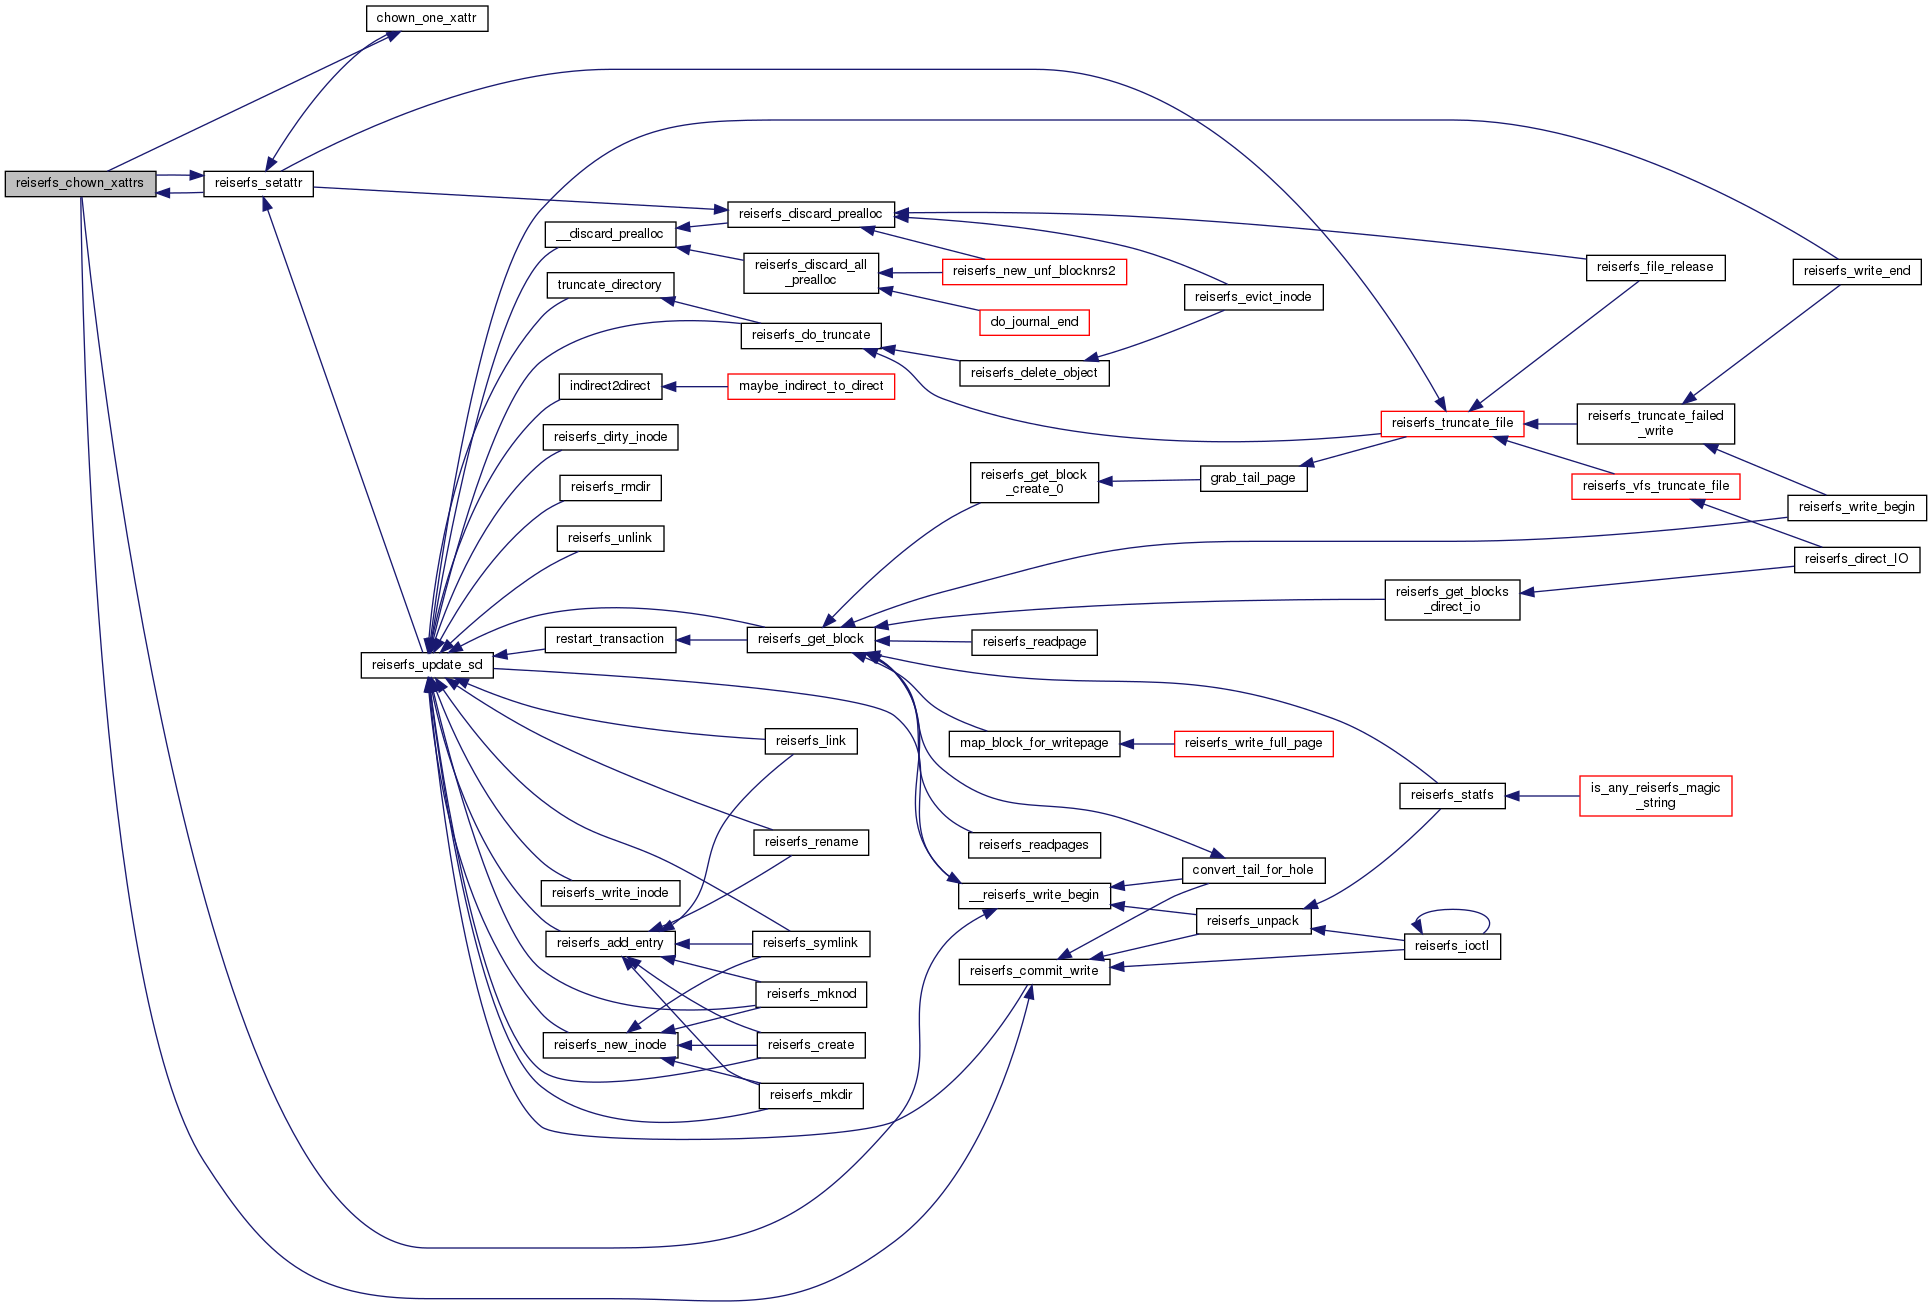 chown_one_xattr
reiserfs_chown_xattrs
reiserfs_setattr
reiserfs_discard_prealloc
__discard_prealloc
reiserfs_discard_all
_prealloc
reiserfs_new_unf_blocknrs2
reiserfs_file_release
reiserfs_write_end
truncate_directory
reiserfs_evict_inode
do_journal_end
reiserfs_do_truncate
reiserfs_delete_object
indirect2direct
maybe_indirect_to_direct
reiserfs_truncate_file
reiserfs_truncate_failed
_write
reiserfs_dirty_inode
reiserfs_get_block
_create_0
grab_tail_page
reiserfs_vfs_truncate_file
reiserfs_rmdir
reiserfs_write_begin
reiserfs_unlink
reiserfs_direct_IO
reiserfs_get_blocks
_direct_io
restart_transaction
reiserfs_get_block
reiserfs_readpage
reiserfs_update_sd
reiserfs_link
map_block_for_writepage
reiserfs_write_full_page
reiserfs_statfs
is_any_reiserfs_magic
_string
reiserfs_rename
reiserfs_readpages
convert_tail_for_hole
reiserfs_write_inode
__reiserfs_write_begin
reiserfs_unpack
reiserfs_add_entry
reiserfs_symlink
reiserfs_ioctl
reiserfs_commit_write
reiserfs_mknod
reiserfs_new_inode
reiserfs_create
reiserfs_mkdir